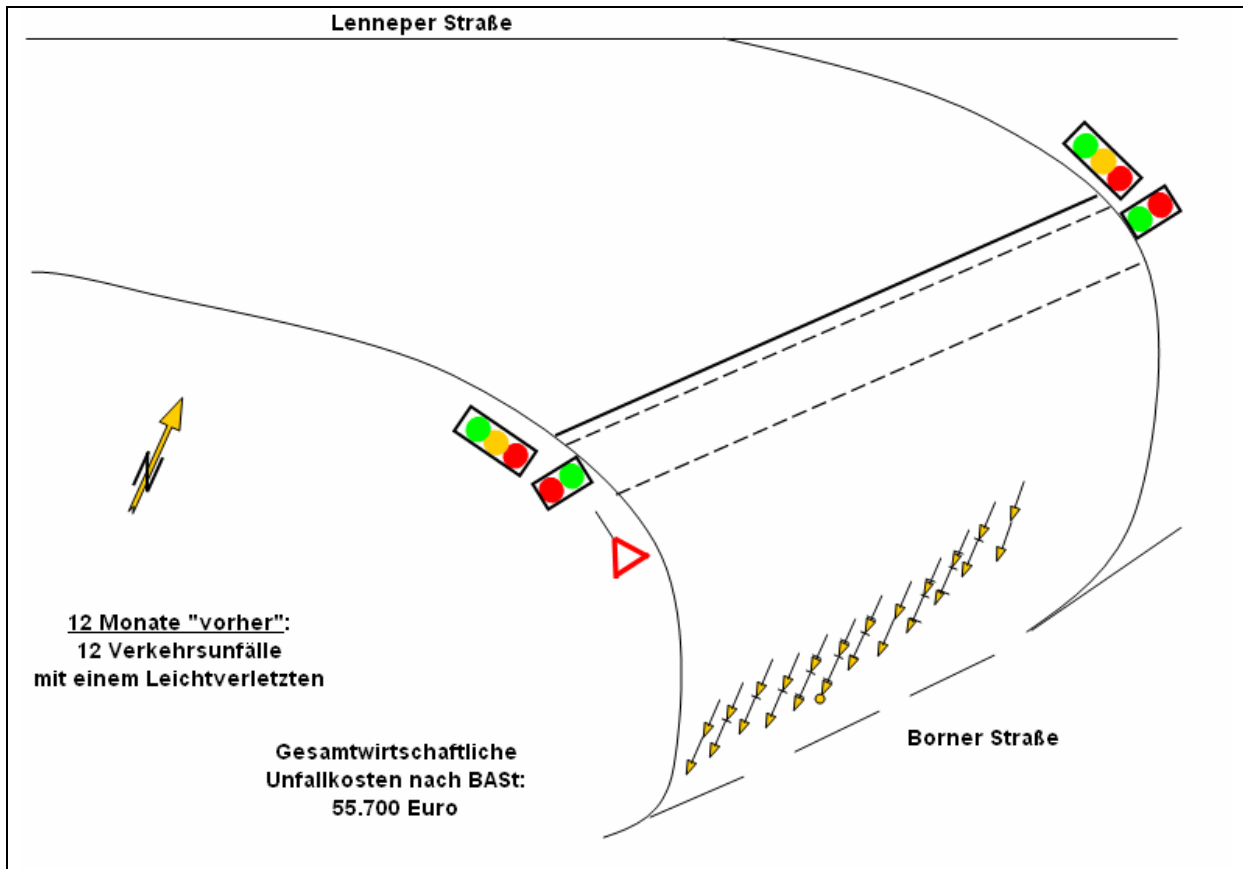 Lenneper Straße
N
12 Monate "vorher":
12 Verkehrsunfälle
mit einem Leichtverletzten
Gesamtwirtschaftliche
Unfallkosten nach BASt:
55.700 Euro
Borner Straße